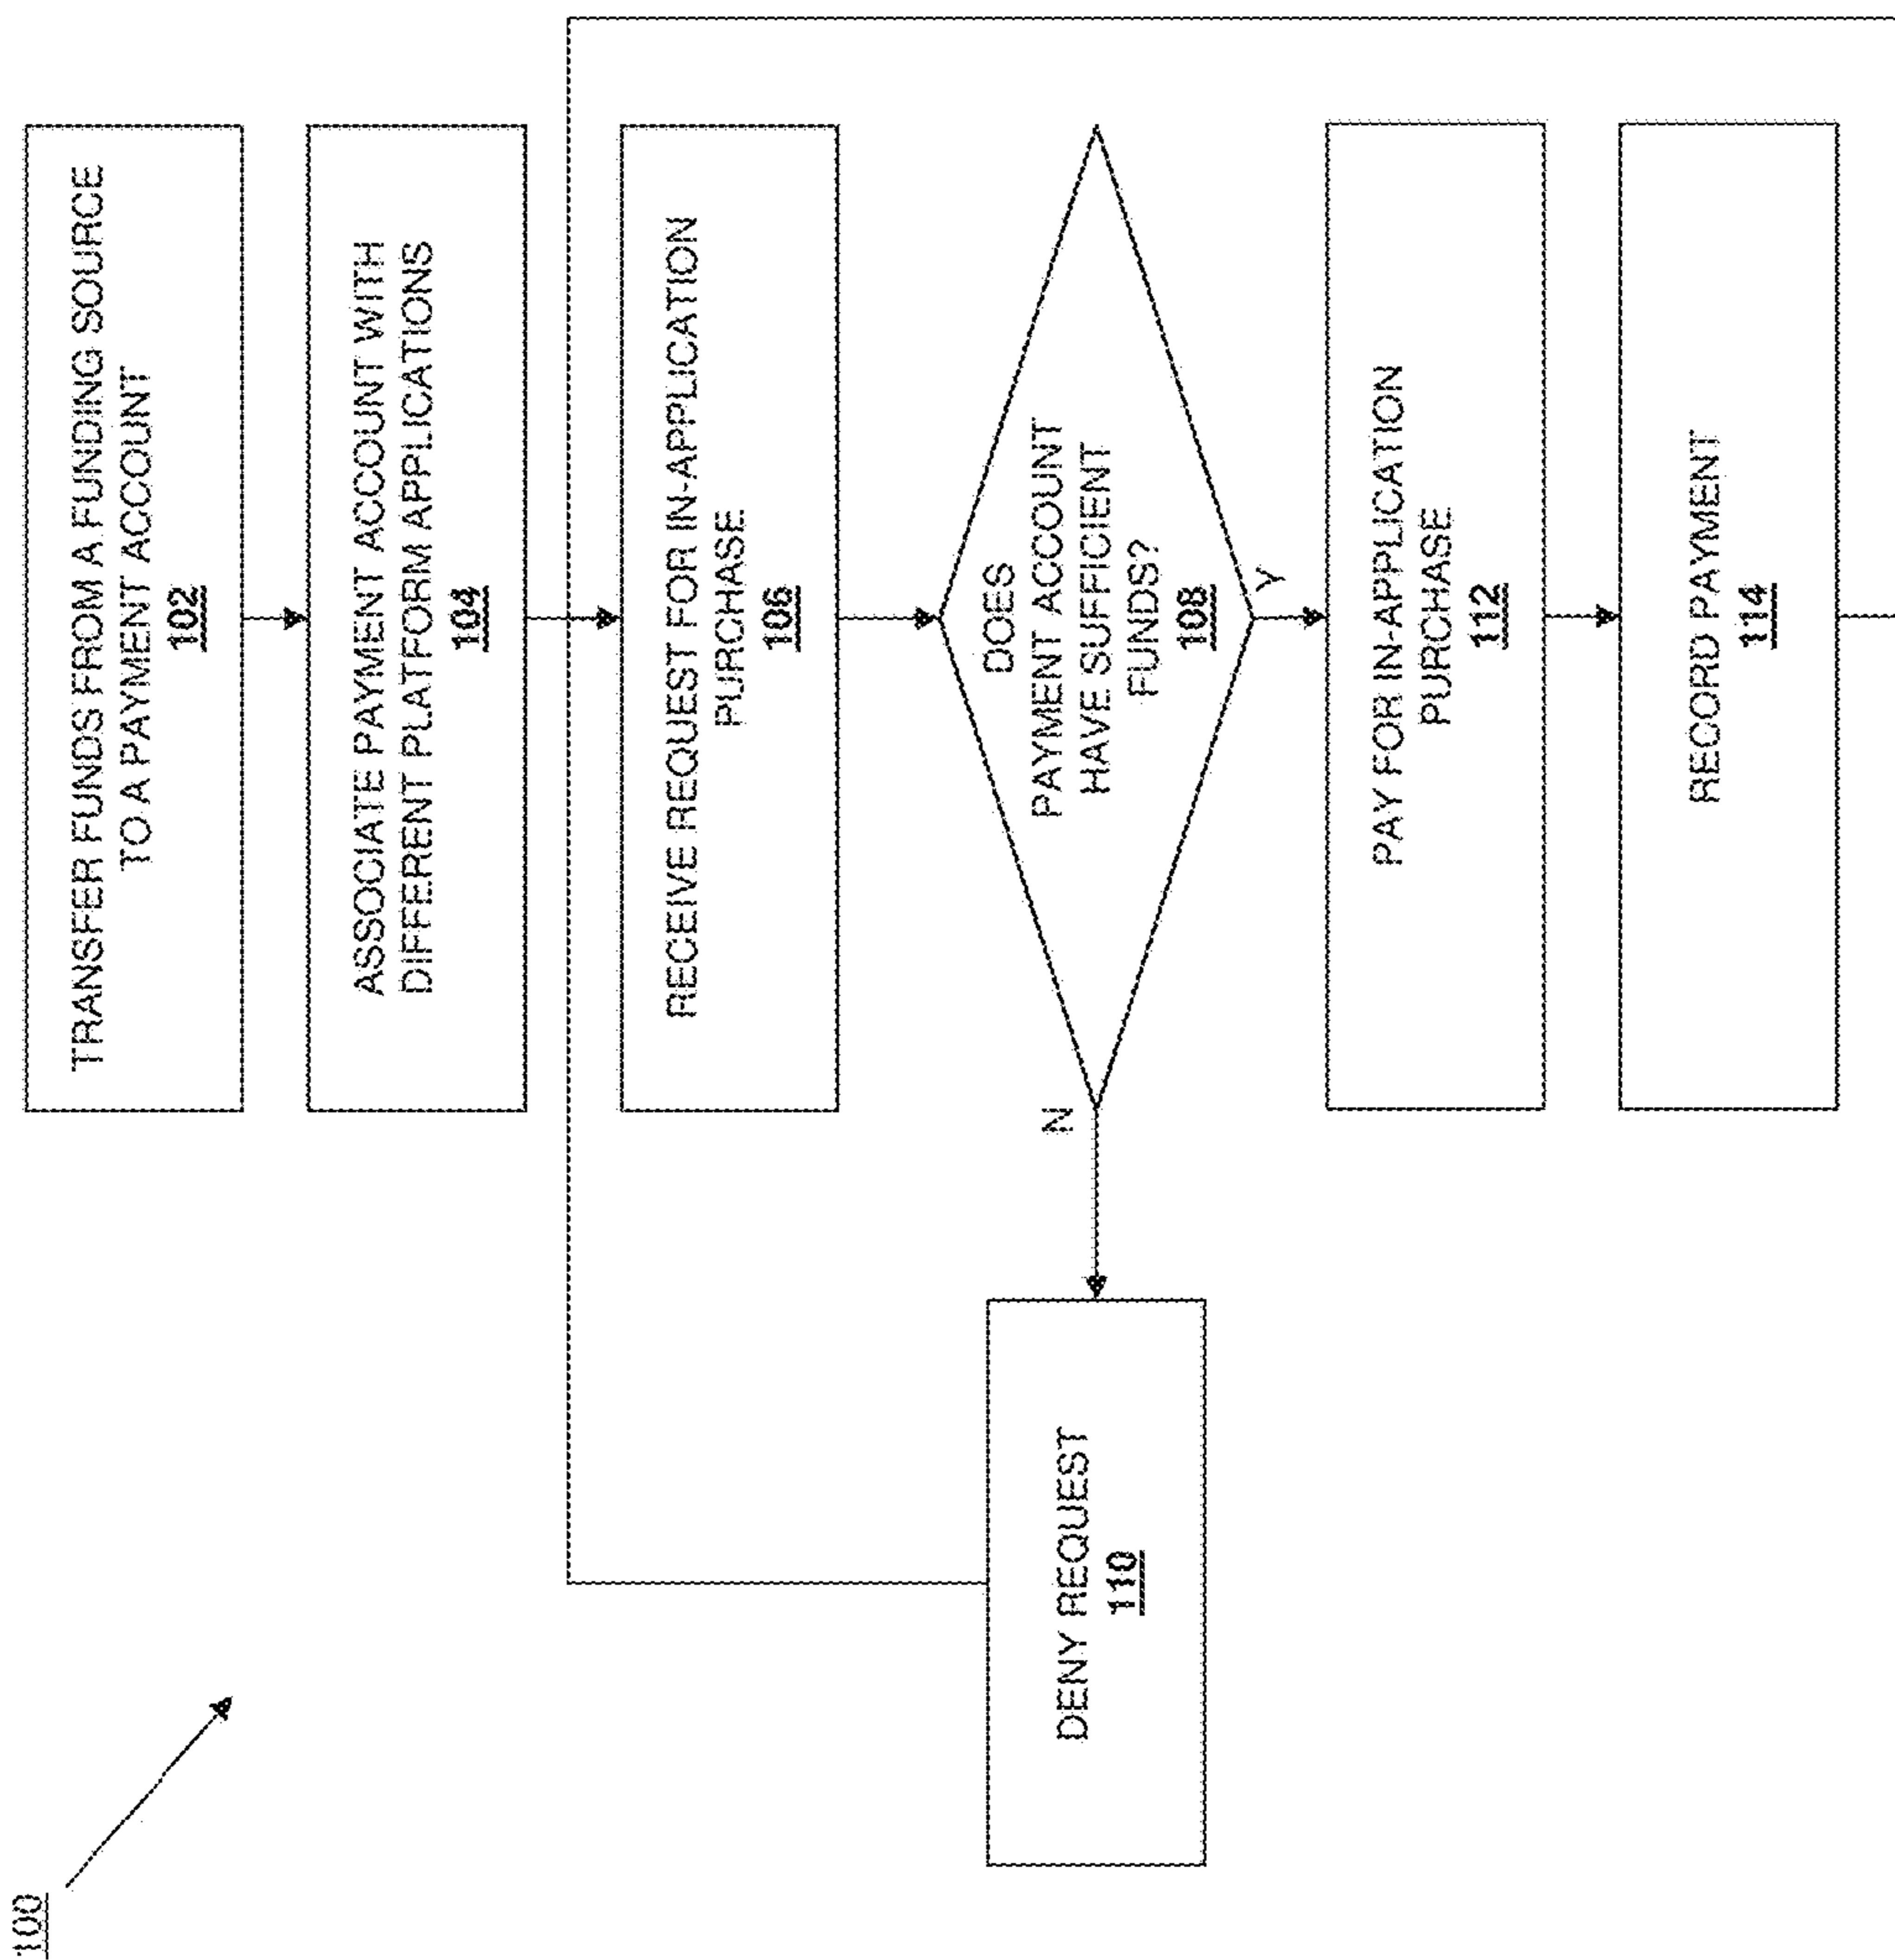 100
TRANSFER FUNDS FROM A FUNDING SOURCE
TO A PAYMENT ACCOUNT
102
ASSOCIATE PAYMENT ACCOUNT WITH
DIFFERENT PLATFORM APPLICATIONS
104
RECEIVE REQUEST FOR IN-APPLICATION
PURCHASE
106
DOES
PAYMENT ACCOUNT
HAVE SUFFICIENT
FUNDS?
108
N
Y
DENY REQUEST
110
PAY FOR IN-APPLICATION
PURCHASE
112
RECORD PAYMENT
114